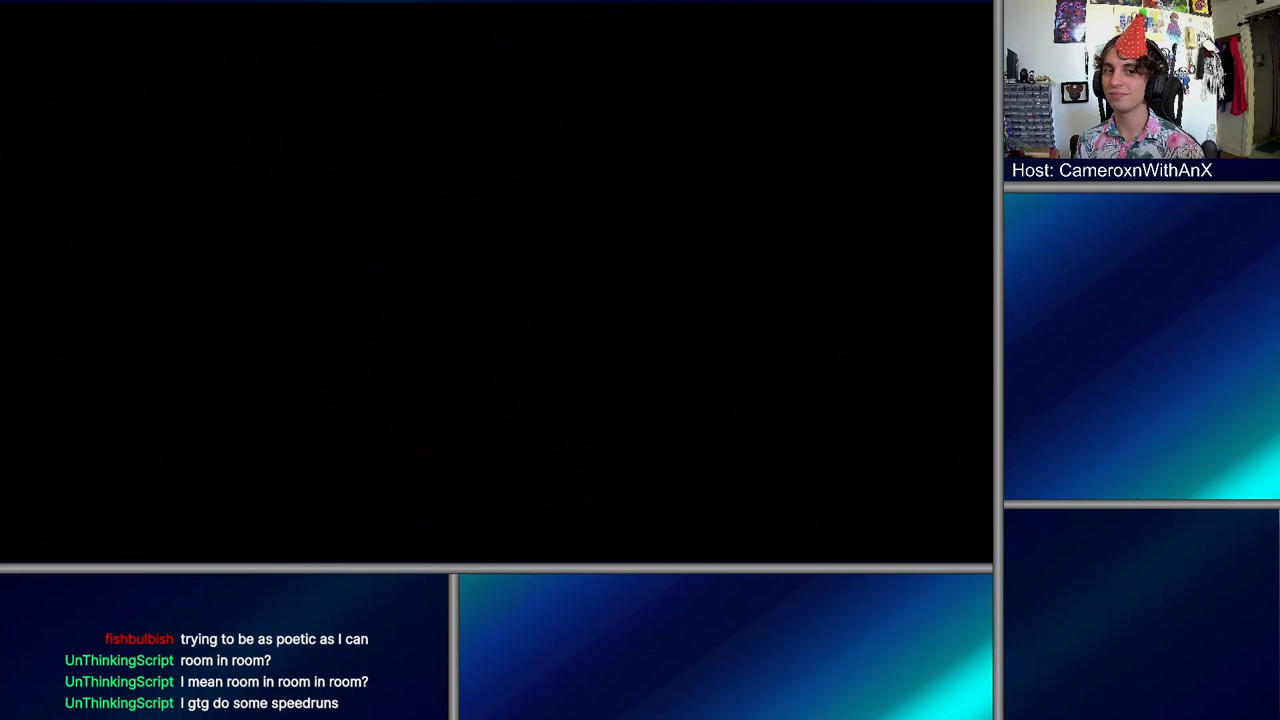 Host: CameroxnWithAnX
fishbulbish trying to be as poetic as I can
UnThinkingScript room in room?
UnThinkingScript I mean room in room in room?
UnThinkingScript I gtg do some speedruns